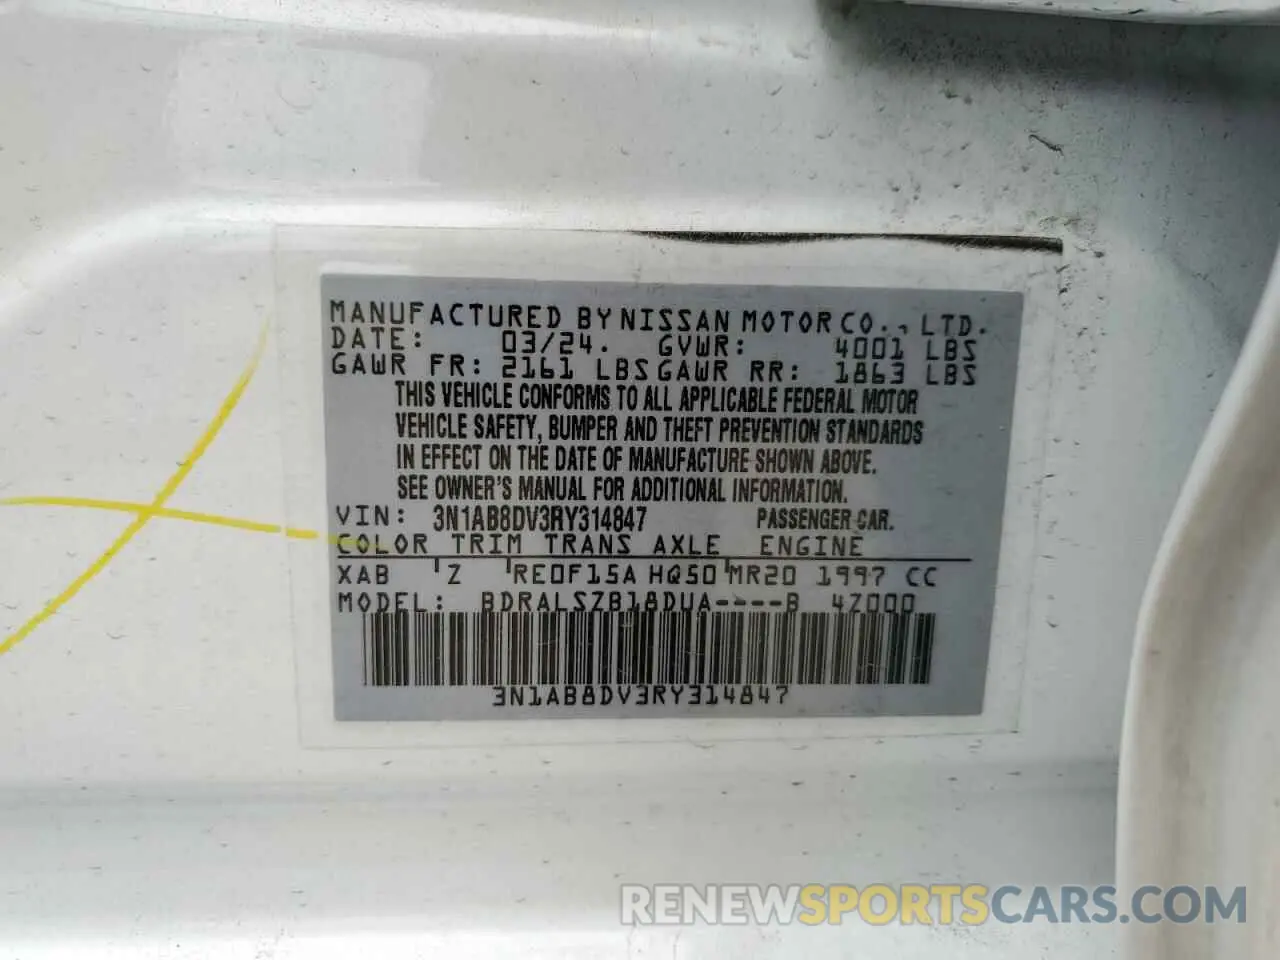 MANUFACTURED BY NISSAN MOTOR CO., LTD.
DATE: 03/24. GVWR: 4001 LBS
GAWR FR: 2161 LBS GAWR RR: 1863 LBS
THIS VEHICLE CONFORMS TO ALL APPLICABLE FEDERAL MOTOR
VEHICLE SAFETY, BUMPER AND THEFT PREVENTION STANDARDS
IN EFFECT ON THE DATE OF MANUFACTURE SHOWN ABOVE.
SEE OWNER'S MANUAL FOR ADDITIONAL INFORMATION.
VIN: 3N1AB8DV3RY314847 PASSENGER CAR.
COLOR TRIM TRANS AXLE ENGINE
XAB Z RE0F15A HQ50 MR20 1997 CC
MODEL: BDRALSZB18DUA----B 4Z000
3N1AB8DV3RY314847
RENEWSPORTSCARS.COM